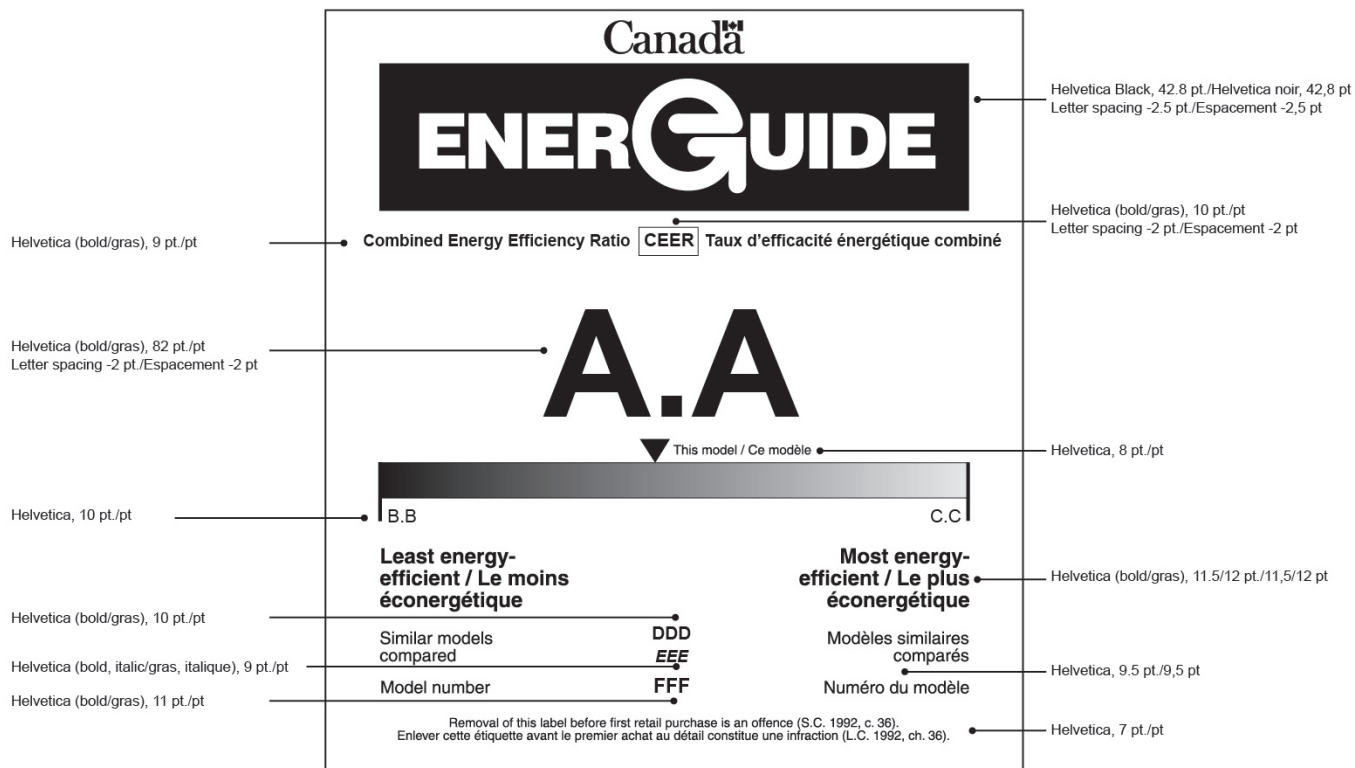 Canada
ENERGUIDE
Helvetica Black, 42.8 pt./Helvetica noir, 42,8 pt
Letter spacing -2.5 pt./Espacement -2,5 pt
Helvetica (bold/gras), 10 pt./pt
Letter spacing -2 pt./Espacement -2 pt
Helvetica (bold/gras), 9 pt./pt
Combined Energy Efficiency Ratio CEER Taux d'efficacité énergétique combiné
Helvetica (bold/gras), 82 pt./pt
Letter spacing -2 pt./Espacement -2 pt
A.A
This model / Ce modèle
Helvetica, 8 pt./pt
Helvetica, 10 pt./pt
B.B
C.C
Least energy-
efficient / Le moins
éconergétique
Most energy-
efficient / Le plus
éconergétique
Helvetica (bold/gras), 11.5/12 pt./11,5/12 pt
Helvetica (bold/gras), 10 pt./pt
Similar models
compared
DDD
EEE
Modèles similaires
comparés
Helvetica (bold, italic/gras, italique), 9 pt./pt
Helvetica, 9.5 pt./9,5 pt
Model number
FFF
Numéro du modèle
Helvetica (bold/gras), 11 pt./pt
Removal of this label before first retail purchase is an offence (S.C. 1992, c. 36).
Enlever cette étiquette avant le premier achat au détail constitue une infraction (L.C. 1992, ch. 36).
Helvetica, 7 pt./pt